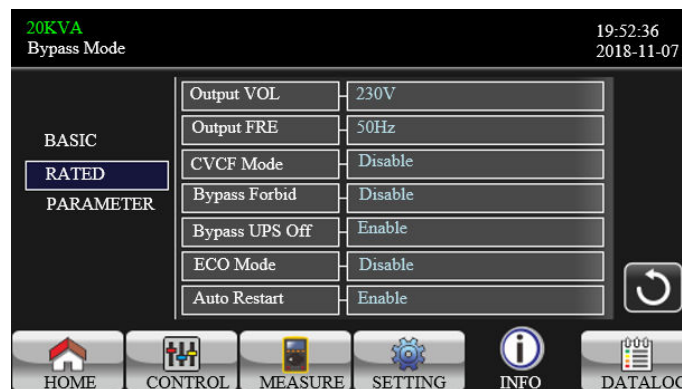 20KVA
Bypass Mode
19:52:36
2018-11-07
BASIC
RATED
PARAMETER
Output VOL 230V
Output FRE 50Hz
CVCF Mode Disable
Bypass Forbid Disable
Bypass UPS Off Enable
ECO Mode Disable
Auto Restart Enable
HOME CONTROL MEASURE SETTING INFO DATALOG